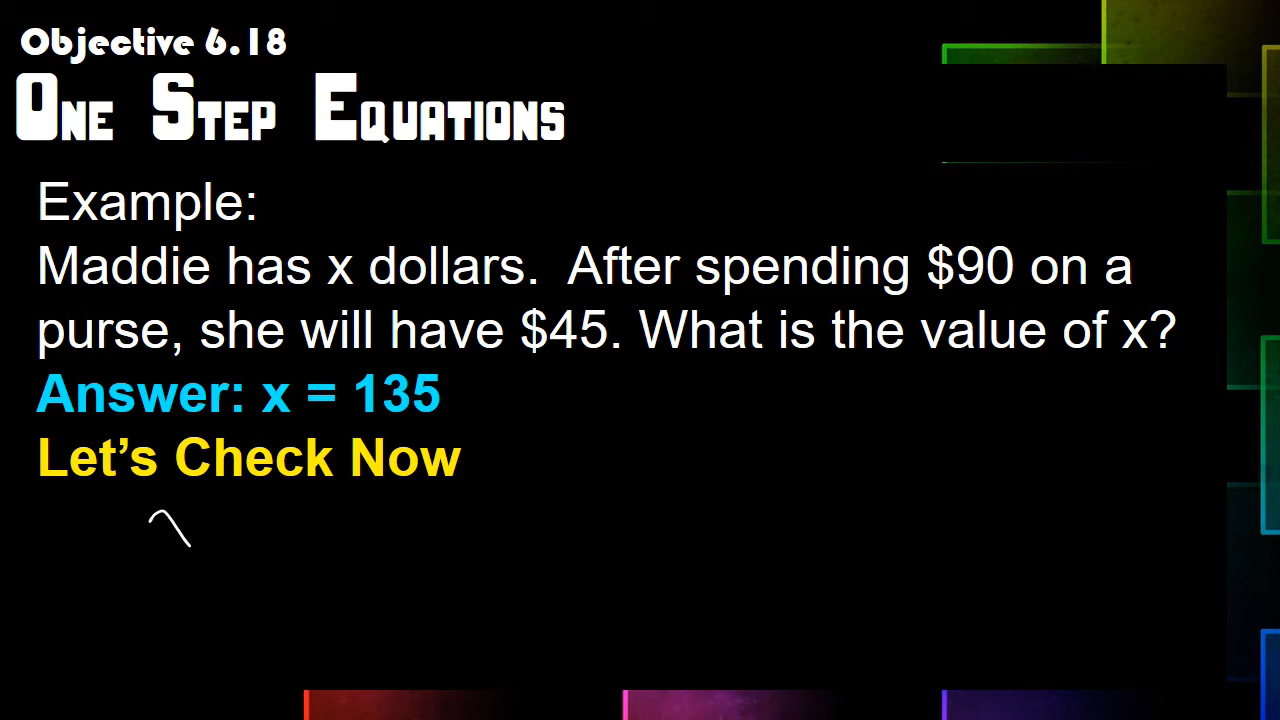 Objective 6.18
One Step Equations
Example:
Maddie has x dollars.  After spending $90 on a
purse, she will have $45. What is the value of x?
Answer: x = 135
Let’s Check Now